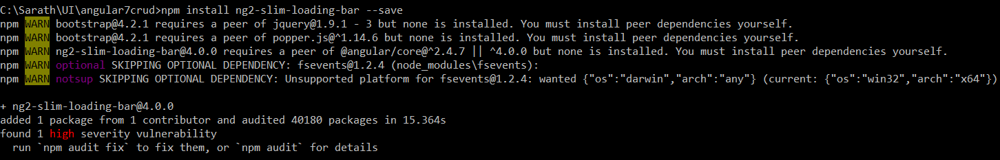 C:\Sarath\UI\angular7crud>npm install ng2-slim-loading-bar --save
npm WARN bootstrap@4.2.1 requires a peer of jquery@1.9.1 - 3 but none is installed. You must install peer dependencies yourself.
npm WARN bootstrap@4.2.1 requires a peer of popper.js@^1.14.6 but none is installed. You must install peer dependencies yourself.
npm WARN ng2-slim-loading-bar@4.0.0 requires a peer of @angular/core@^2.4.7 || ^4.0.0 but none is installed. You must install peer dependencies yourself.
npm WARN optional SKIPPING OPTIONAL DEPENDENCY: fsevents@1.2.4 (node_modules\fsevents):
npm WARN notsup SKIPPING OPTIONAL DEPENDENCY: Unsupported platform for fsevents@1.2.4: wanted {"os":"darwin","arch":"any"} (current: {"os":"win32","arch":"x64"})
+ ng2-slim-loading-bar@4.0.0
added 1 package from 1 contributor and audited 40180 packages in 15.364s
found 1 high severity vulnerability
  run `npm audit fix` to fix them, or `npm audit` for details